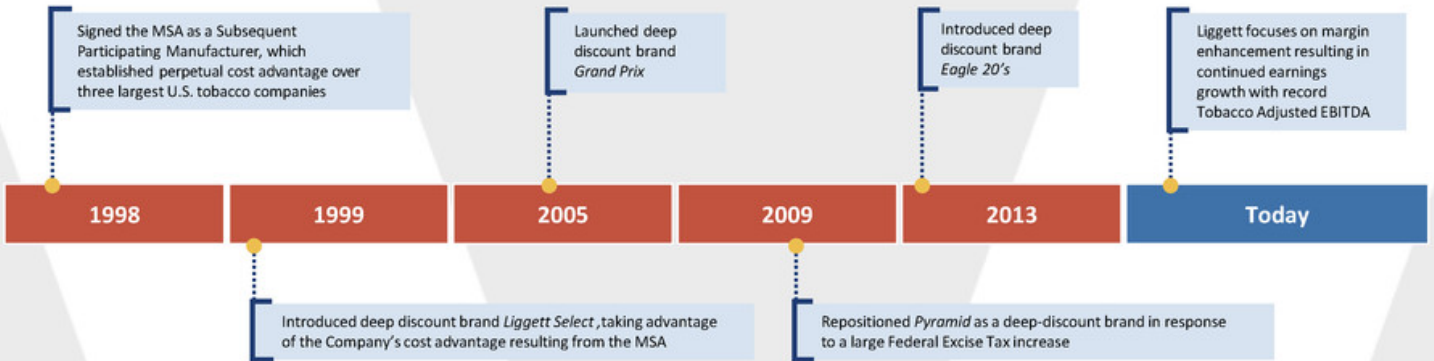 Signed the MSA as a Subsequent
Participating Manufacturer, which
established perpetual cost advantage over
three largest U.S. tobacco companies
Launched deep
discount brand
Grand Prix
Introduced deep
discount brand
Eagle 20's
Liggett focuses on margin
enhancement resulting in
continued earnings
growth with record
Tobacco Adjusted EBITDA
1998
1999
2005
2009
2013
Today
Introduced deep discount brand Liggett Select ,taking advantage
of the Company's cost advantage resulting from the MSA
Repositioned Pyramid as a deep-discount brand in response
to a large Federal Excise Tax increase